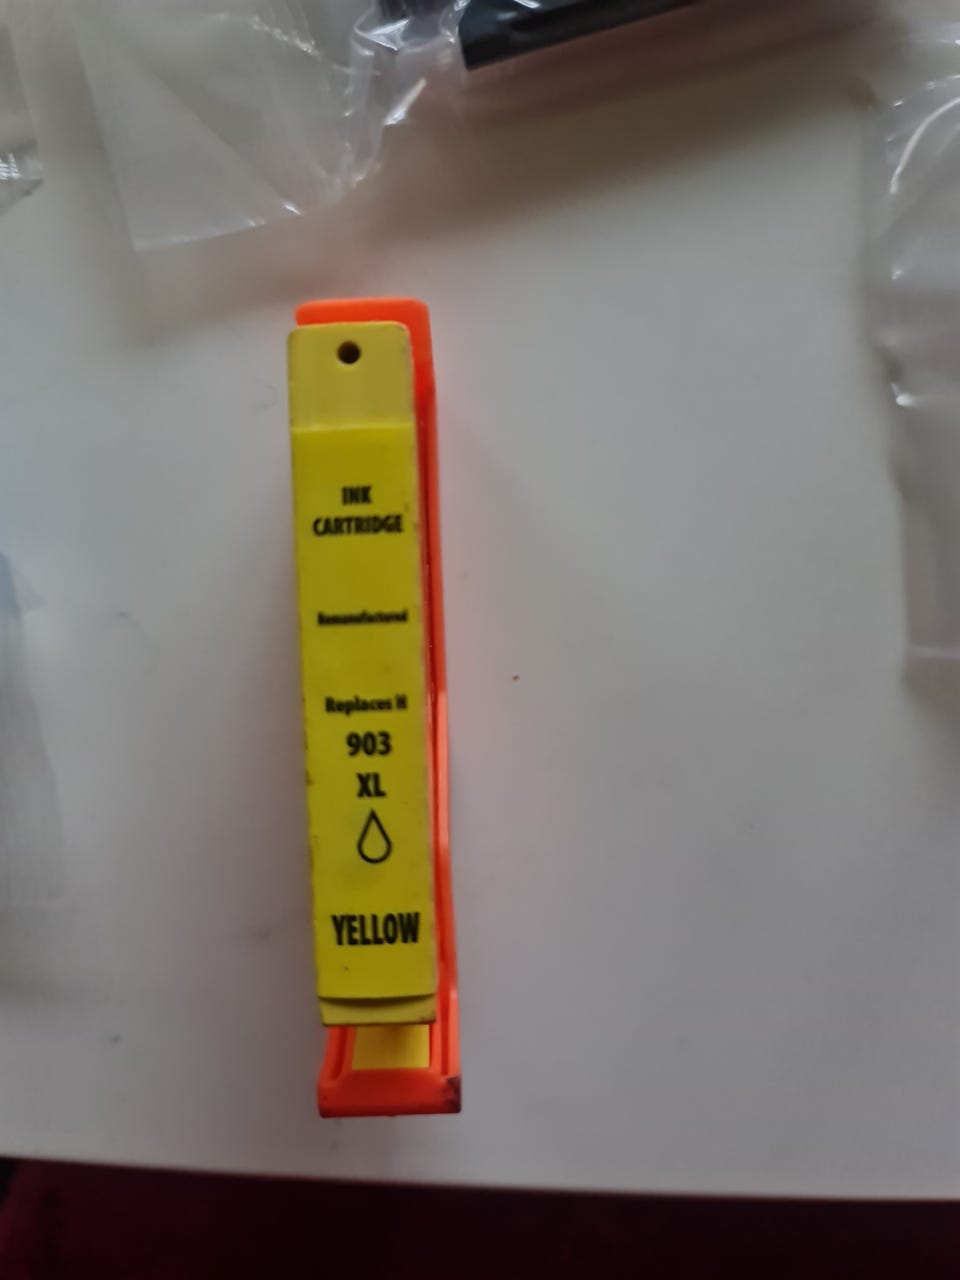 INK
CARTRIDGE
Remanufactured
Replaces H
903
XL
YELLOW